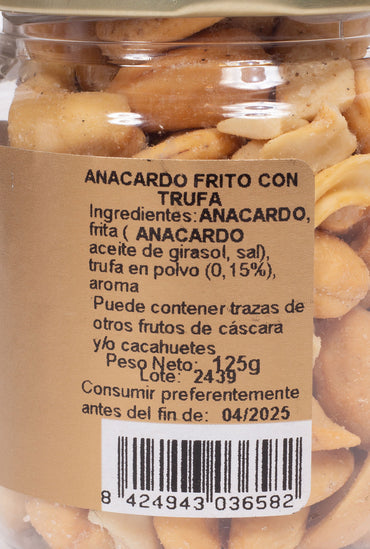 ANACARDO FRITO CON
TRUFA
Ingredientes: ANACARDO,
frita ( ANACARDO
aceite de girasol, sal),
trufa en polvo (0,15%),
aroma
Puede contener trazas de
otros frutos de cáscara
y/o cacahuetes
Peso Neto: 125g
Lote: 2439
Consumir preferentemente
antes del fin de: 04/2025
8 424943 036582